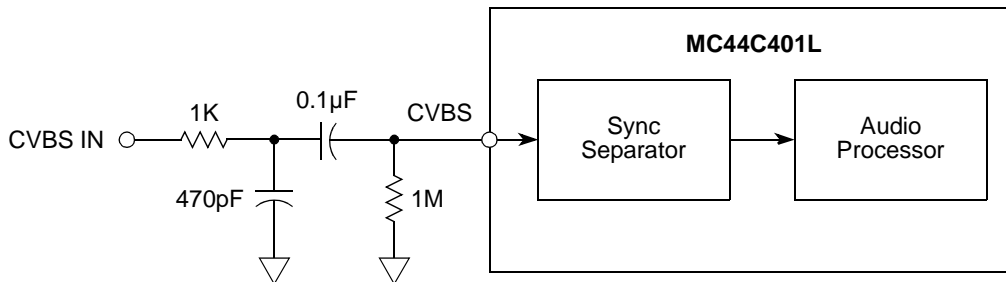 MC44C401L
0.1µF
1K
CVBS
CVBS IN
Sync
Separator
Audio
Processor
470pF
1M